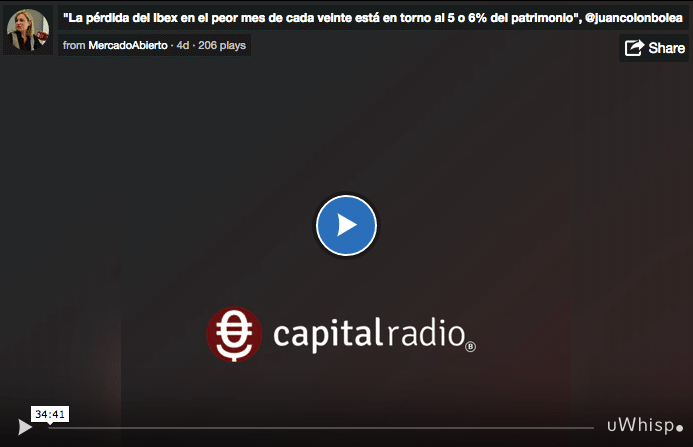 "La pérdida del Ibex en el peor mes de cada veinte está en torno al 5 o 6% del patrimonio", @juancolonbolea
from MercadoAbierto · 4d · 206 plays
Share
capitalradio
34:41
uWhisp